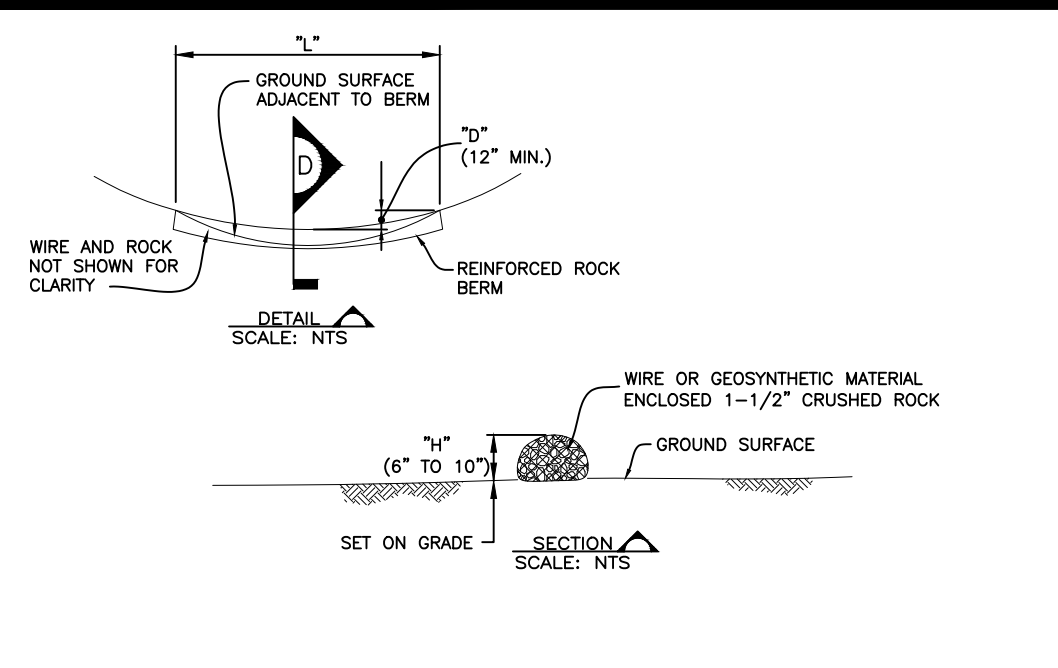 "L"
GROUND SURFACE
ADJACENT TO BERM
"D"
(12" MIN.)
D
WIRE AND ROCK
NOT SHOWN FOR
CLARITY
REINFORCED ROCK
BERM
DETAIL
SCALE: NTS
WIRE OR GEOSYNTHETIC MATERIAL
ENCLOSED 1-1/2" CRUSHED ROCK
"H"
(6" TO 10")
GROUND SURFACE
SET ON GRADE
SECTION
SCALE: NTS